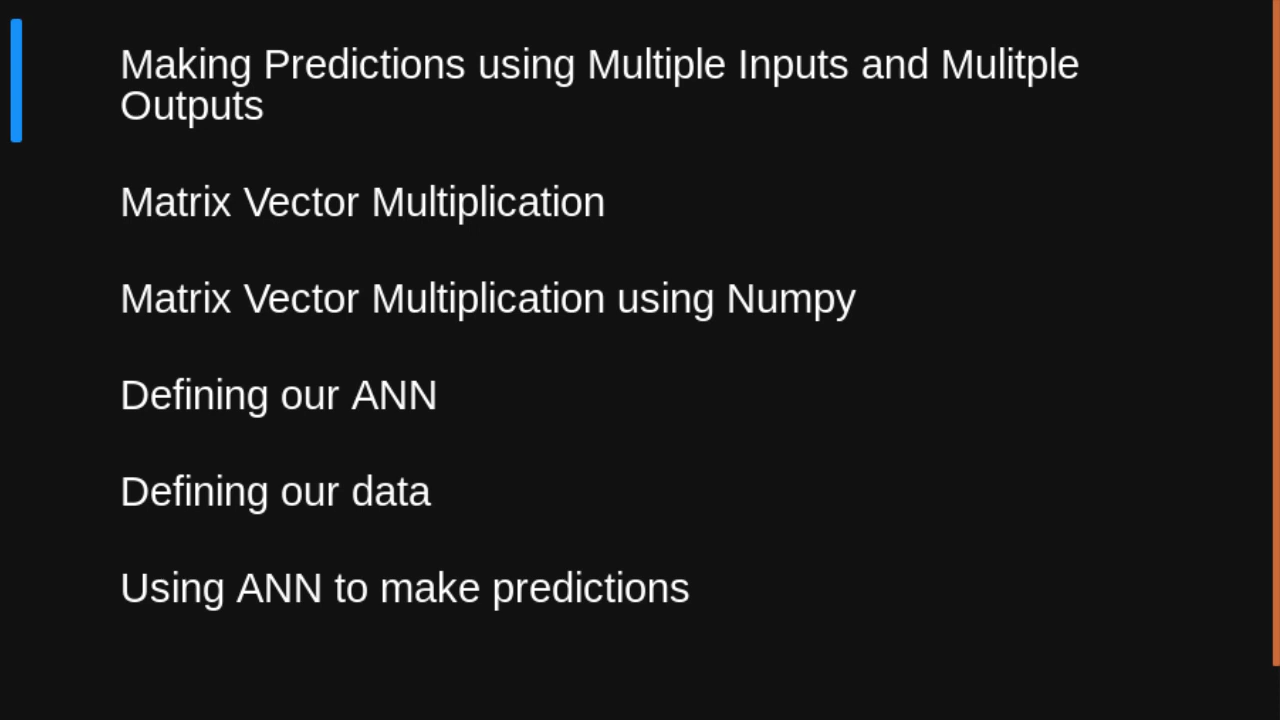 Making Predictions using Multiple Inputs and Mulitple
Outputs
Matrix Vector Multiplication
Matrix Vector Multiplication using Numpy
Defining our ANN
Defining our data
Using ANN to make predictions